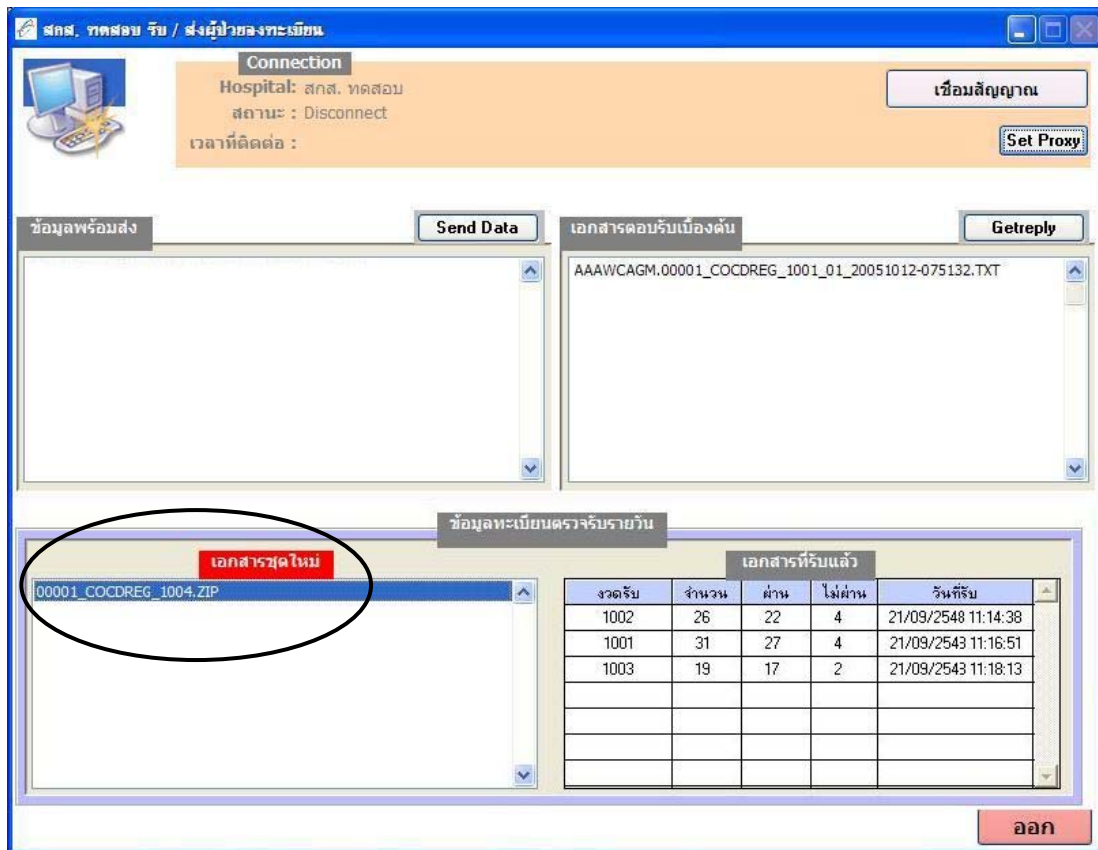 สกส. ทดสอบ รับ / ส่งผู้ป่วยลงทะเบียน
Connection
Hospital: สกส. ทดสอบ
สถานะ : Disconnect
เวลาที่ติดต่อ :
เชื่อมสัญญาณ
Set Proxy
ข้อมูลพร้อมส่ง
Send Data
เอกสารตอบรับเบื้องต้น
Getreply
AAAWCAGM.00001_COCDREG_1001_01_20051012-075132.TXT
ข้อมูลทะเบียนตรวจรับรายวัน
เอกสารชุดใหม่
00001_COCDREG_1004.ZIP
เอกสารที่รับแล้ว
งวดรับ จำนวน ผ่าน ไม่ผ่าน วันที่รับ
1002 26 22 4 21/09/2548 11:14:38
1001 31 27 4 21/09/2548 11:16:51
1003 19 17 2 21/09/2548 11:18:13
ออก